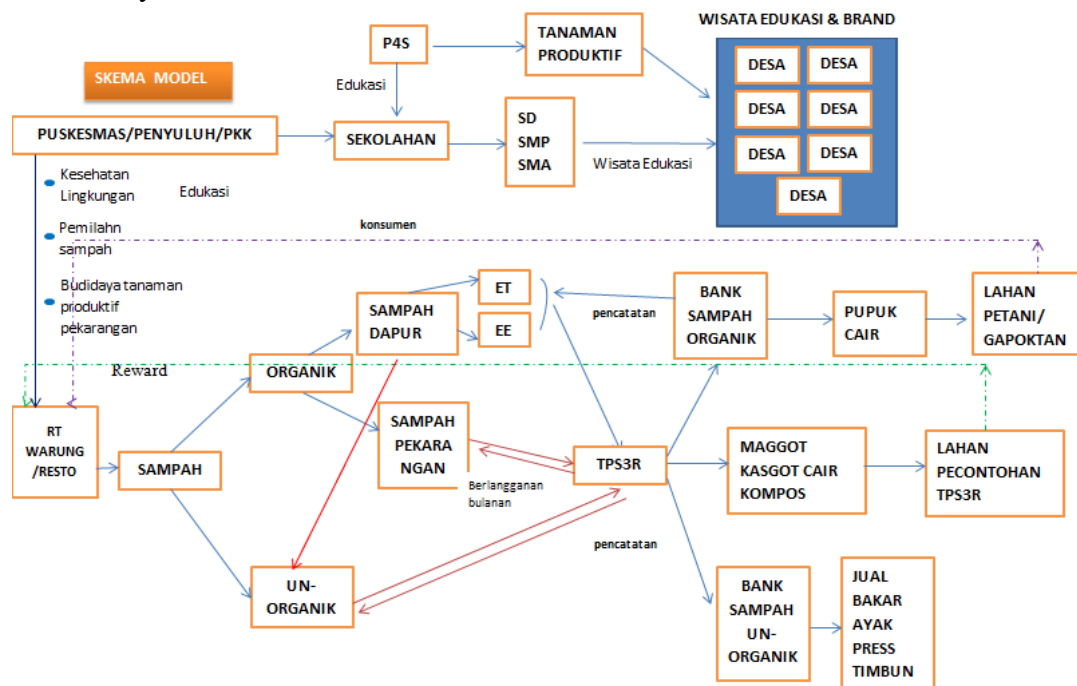 WISATA EDUKASI & BRAND
P4S
TANAMAN
PRODUKTIF
DESA
DESA
DESA
DESA
DESA
DESA
DESA
SKEMA MODEL
Edukasi
PUSKESMAS/PENYULUH/PKK
SEKOLAHAN
SD
SMP
SMA
Wisata Edukasi
Kesehatan
Lingkungan
Edukasi
Pemilahn
sampah
konsumen
Budidaya tanaman
produktif
pekarangan
SAMPAH
DAPUR
ET
EE
pencatatan
BANK
SAMPAH
ORGANIK
PUPUK
CAIR
LAHAN
PETANI/
GAPOKTAN
Reward
ORGANIK
RT
WARUNG
/RESTO
SAMPAH
SAMPAH
PEKARA
NGAN
Berlangganan
bulanan
TPS3R
MAGGOT
KASGOT CAIR
KOMPOS
LAHAN
PECONTOHAN
TPS3R
pencatatan
UN-
ORGANIK
BANK
SAMPAH
UN-
ORGANIK
JUAL
BAKAR
AYAK
PRESS
TIMBUN